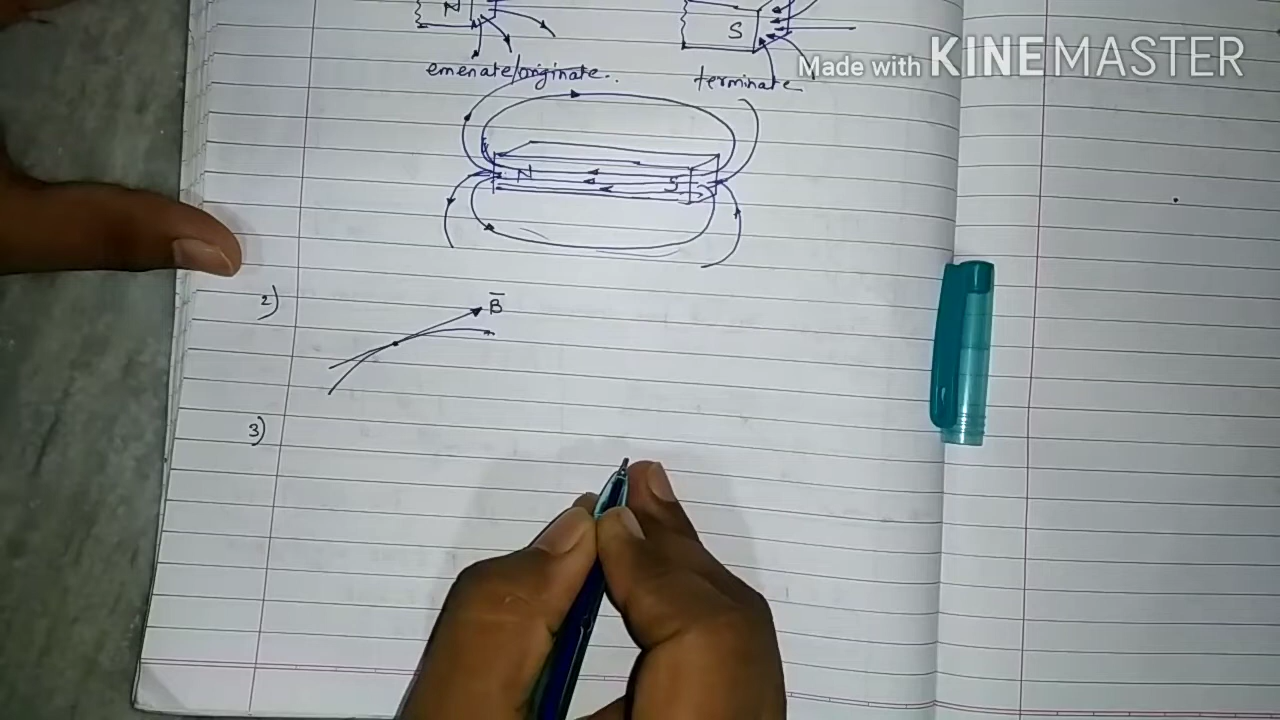 N S
Made with KINEMASTER
emenate/originate..
terminate
N S
2) B̅
3)